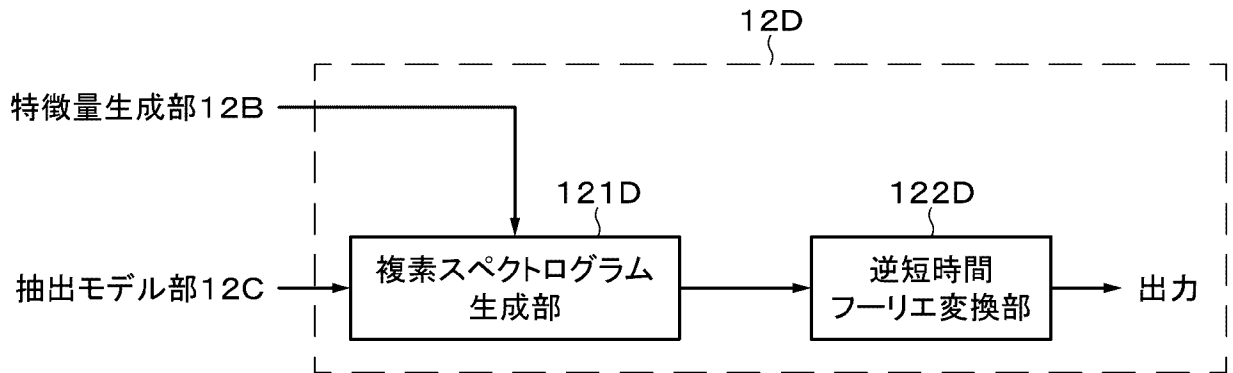 12D
特徴量生成部12B
121D
122D
抽出モデル部12C
複素スペクトログラム
生成部
逆短時間
フーリエ変換部
出力